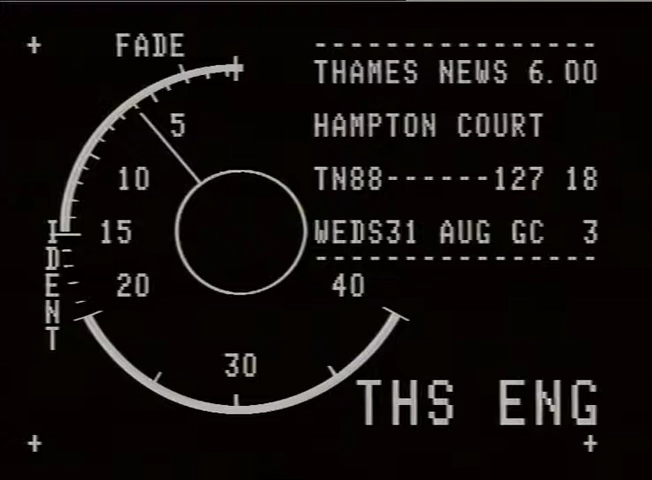 FADE
THAMES NEWS 6.00
HAMPTON COURT
TN88------127 18
WEDS31 AUG GC 3
5
10
15
20
30
40
IDENT
THS ENG